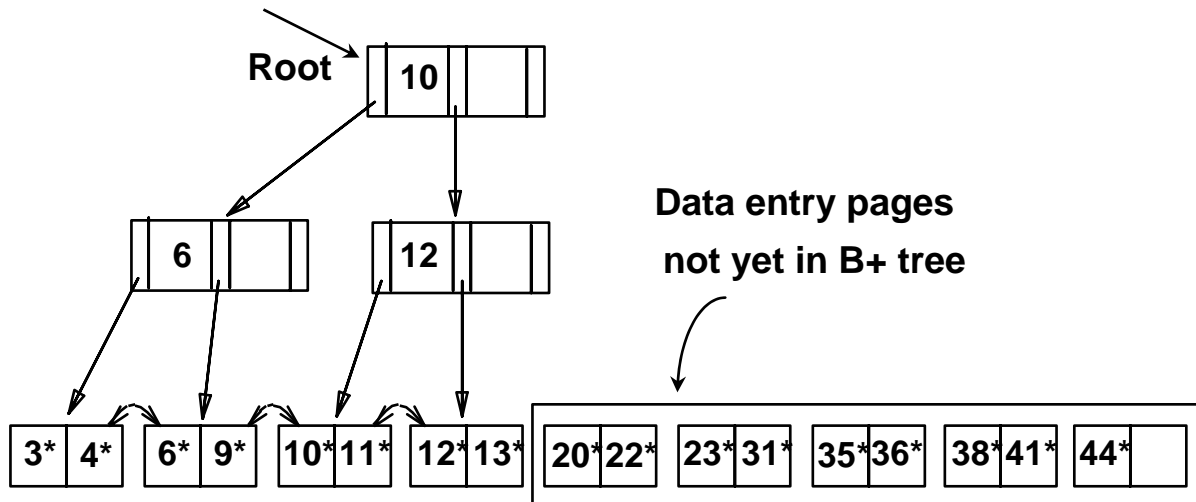 Root
10
Data entry pages
not yet in B+ tree
6
12
3* 4* 6* 9* 10* 11* 12* 13* 20* 22* 23* 31* 35* 36* 38* 41* 44*